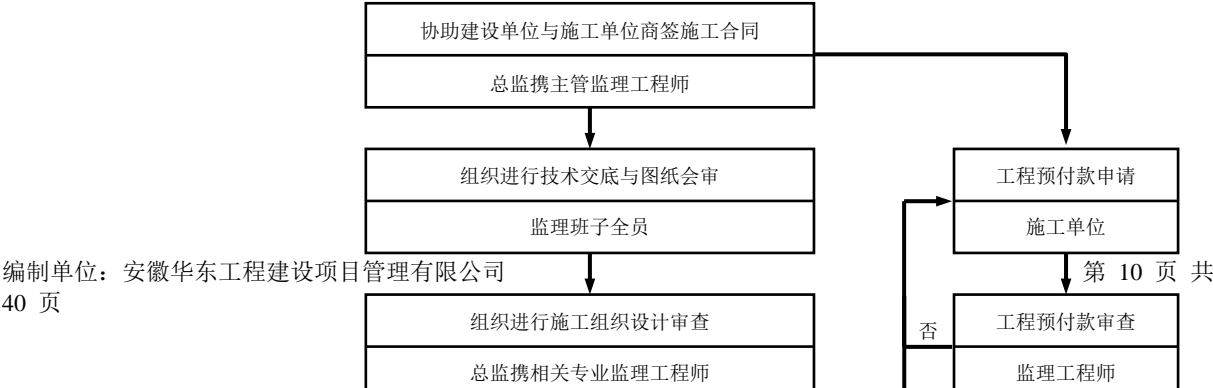 协助建设单位与施工单位商签施工合同
总监携主管监理工程师
组织进行技术交底与图纸会审
工程预付款申请
监理班子全员
施工单位
编制单位：安徽华东工程建设项目管理有限公司
第 10 页 共
40 页
组织进行施工组织设计审查
否
工程预付款审查
总监携相关专业监理工程师
监理工程师